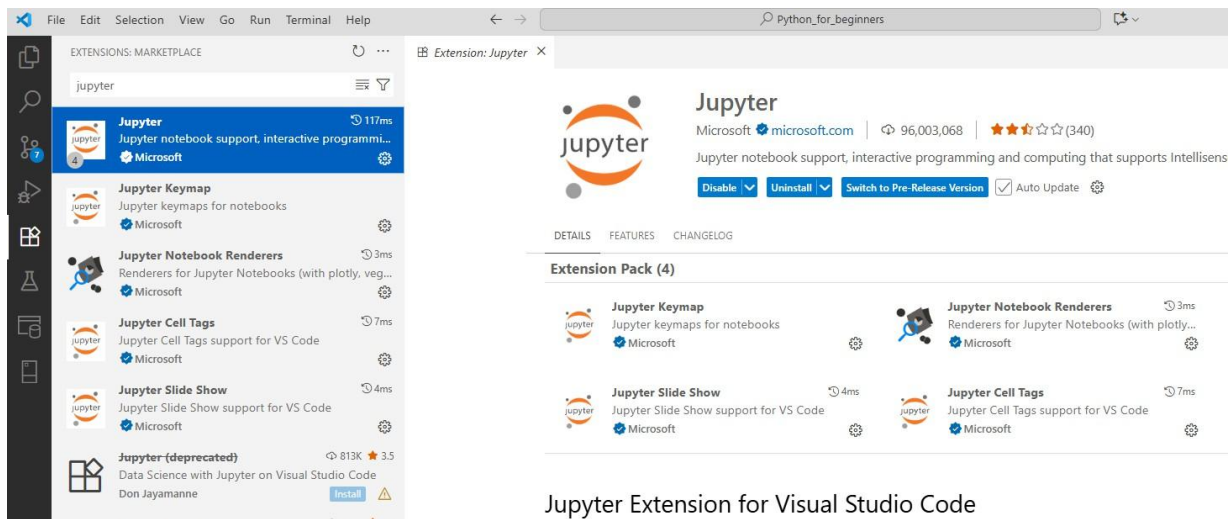 File Edit Selection View Go Run Terminal Help
Python_for_beginners
EXTENSIONS: MARKETPLACE
jupyter
Jupyter 117ms
Jupyter notebook support, interactive programmi...
Microsoft
4
7
Jupyter Keymap
Jupyter keymaps for notebooks
Microsoft
Jupyter Notebook Renderers 3ms
Renderers for Jupyter Notebooks (with plotly, veg...
Microsoft
Jupyter Cell Tags 7ms
Jupyter Cell Tags support for VS Code
Microsoft
Jupyter Slide Show 4ms
Jupyter Slide Show support for VS Code
Microsoft
Jupyter (deprecated) 813K 3.5
Data Science with Jupyter on Visual Studio Code
Don Jayamanne Install
Extension: Jupyter
jupyter
Jupyter
Microsoft microsoft.com 96,003,068 (340)
Jupyter notebook support, interactive programming and computing that supports Intellisens
Disable Uninstall Switch to Pre-Release Version Auto Update
DETAILS FEATURES CHANGELOG
Extension Pack (4)
Jupyter Keymap
Jupyter keymaps for notebooks
Microsoft
Jupyter Notebook Renderers 3ms
Renderers for Jupyter Notebooks (with plotly...
Microsoft
Jupyter Slide Show 4ms
Jupyter Slide Show support for VS Code
Microsoft
Jupyter Cell Tags 7ms
Jupyter Cell Tags support for VS Code
Microsoft
Jupyter Extension for Visual Studio Code